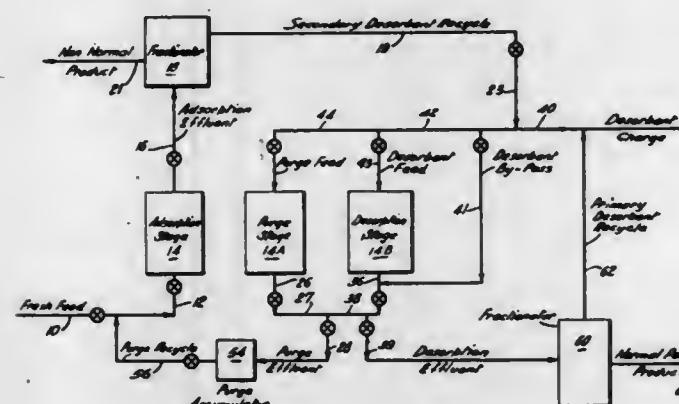 Secondary Desorbent Recycle
19
Fractionator
18
Non Normal
Product
21
Adsorption
Effluent
16
23
44
42
40
Desorbent
Charge
Purge Feed
43
Desorbent
Feed
Desorbent
By-Pass
41
Adsorption
Stage
14
Purge
Stage
14A
Desorption
Stage
14B
Primary
Desorbent
Recycle
62
12
26
36
27
38
Fresh Feed
10
Fractionator
60
Purge Recycle
56
54
Purge
Effluent
28
39
Desorption
Effluent
Purge
Product